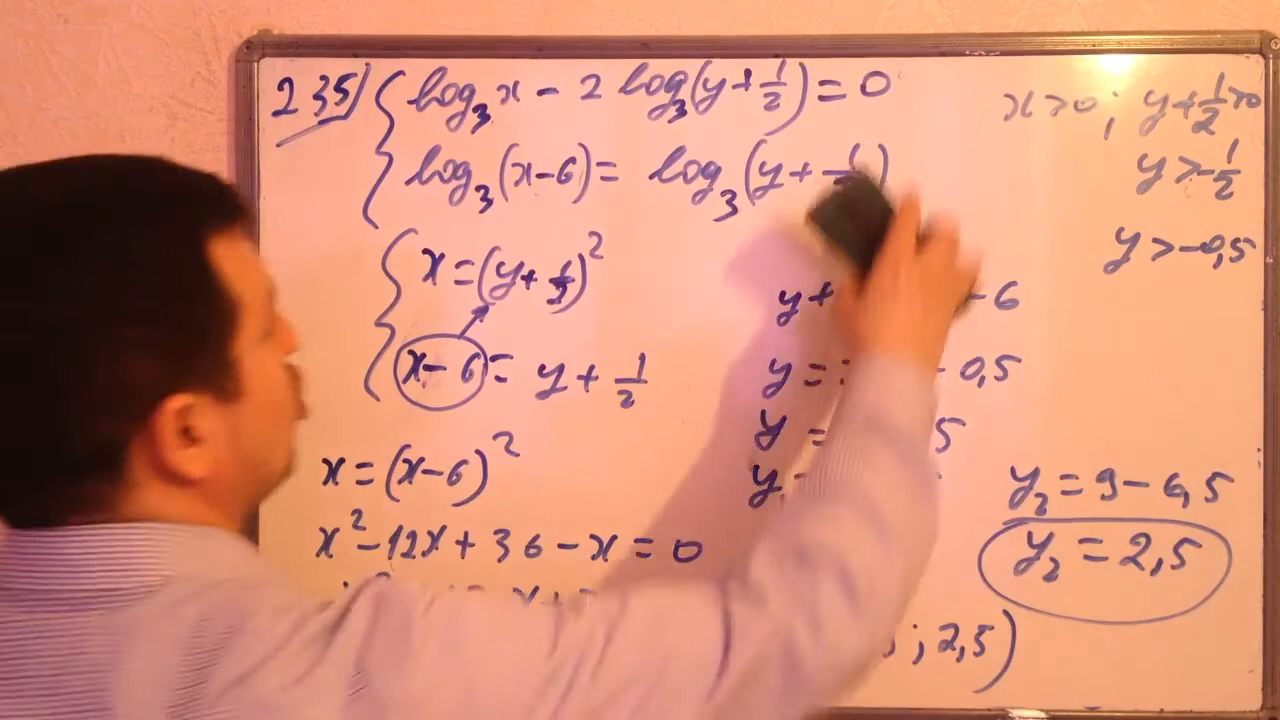 235) log₃x - 2 log₃(y + 1/2) = 0
log₃(x-6) = log₃(y + 1/2)
x = (y + 1/2)²
x - 6 = y + 1/2
x = (x-6)²
x² - 12x + 36 - x = 0
y + - 6
y = - 0,5
y = 5
y
x > 0; y + 1/2 > 0
y > -1/2
y > -0,5
y₂ = 9 - 6,5
y₂ = 2,5
; 2,5)